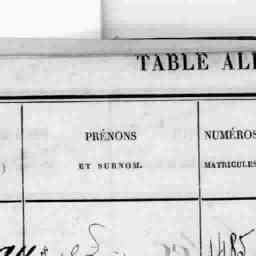 TABLE AL
PRÉNONS
NUMÉROS
ET SURNOM.
MATRICULES
1485